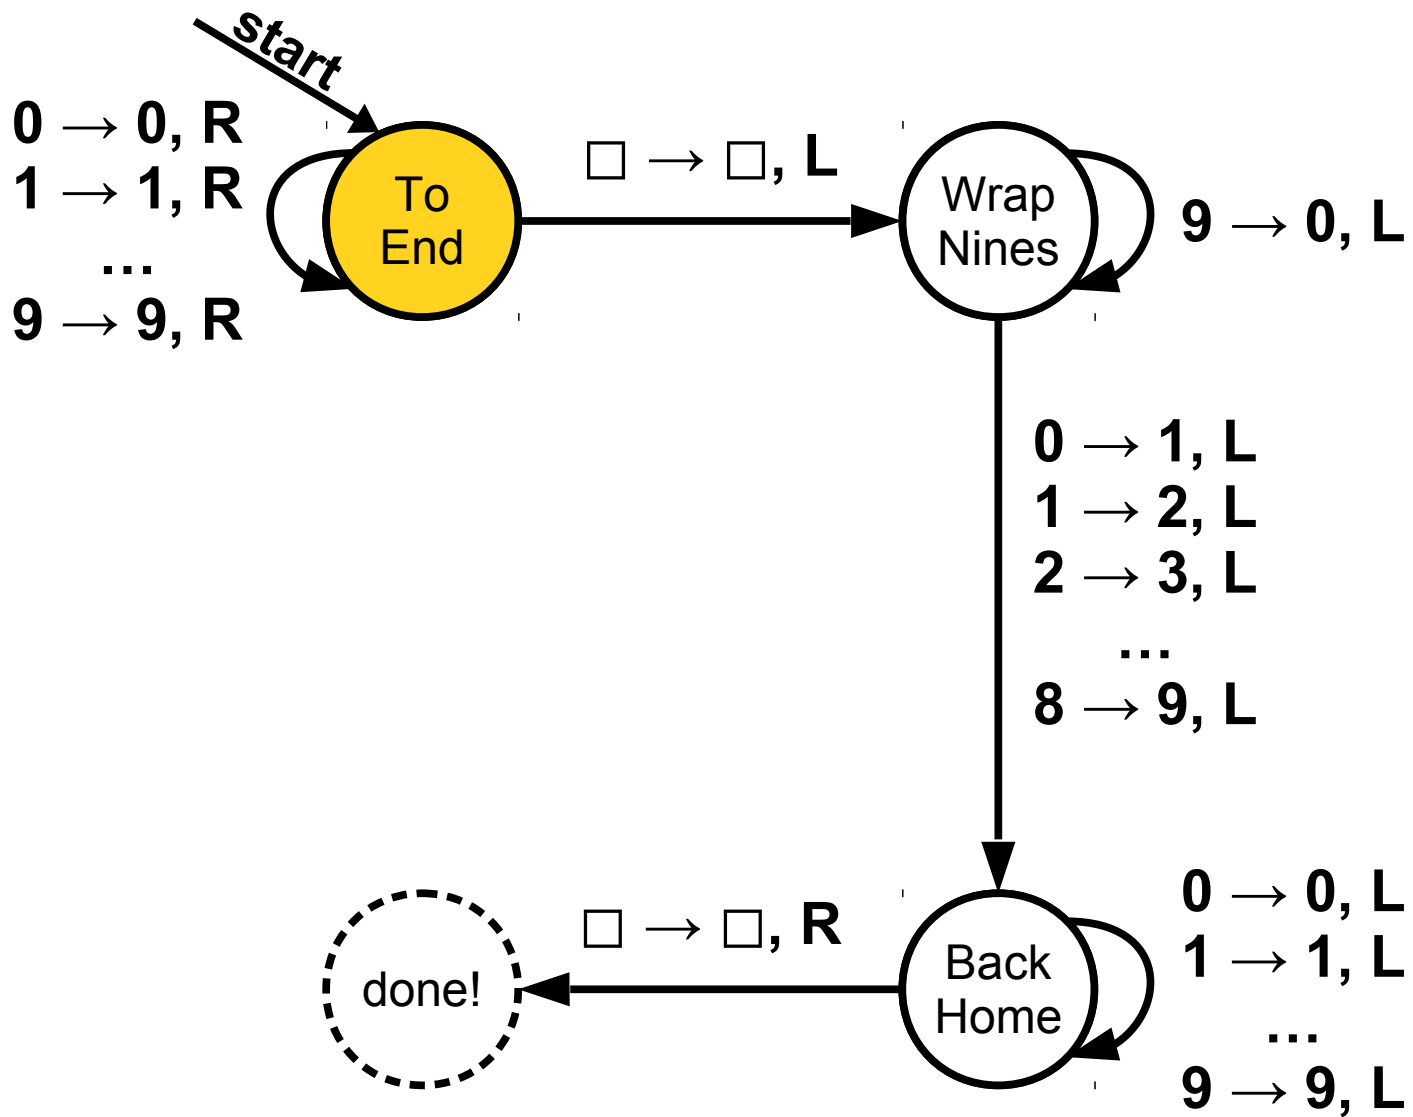 start
0 → 0, R
1 → 1, R
...
9 → 9, R
To
End
□ → □, L
Wrap
Nines
9 → 0, L
0 → 1, L
1 → 2, L
2 → 3, L
...
8 → 9, L
done!
□ → □, R
Back
Home
0 → 0, L
1 → 1, L
...
9 → 9, L